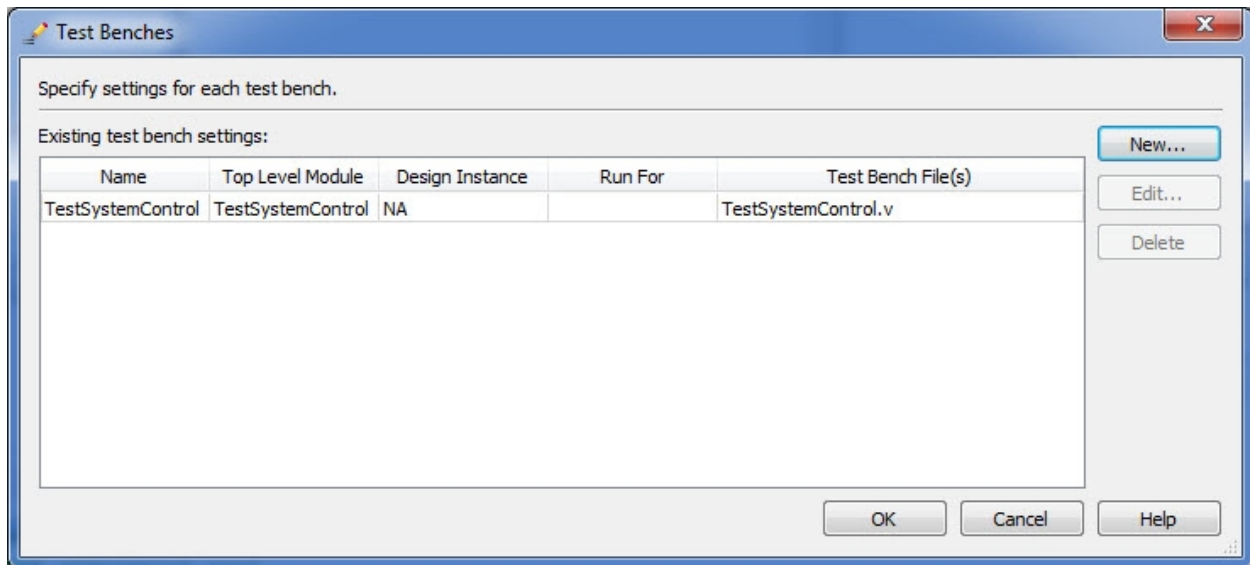 Test Benches
Specify settings for each test bench.
Existing test bench settings:
New...
Name Top Level Module Design Instance Run For Test Bench File(s)
TestSystemControl TestSystemControl NA TestSystemControl.v
Edit...
Delete
OK Cancel Help